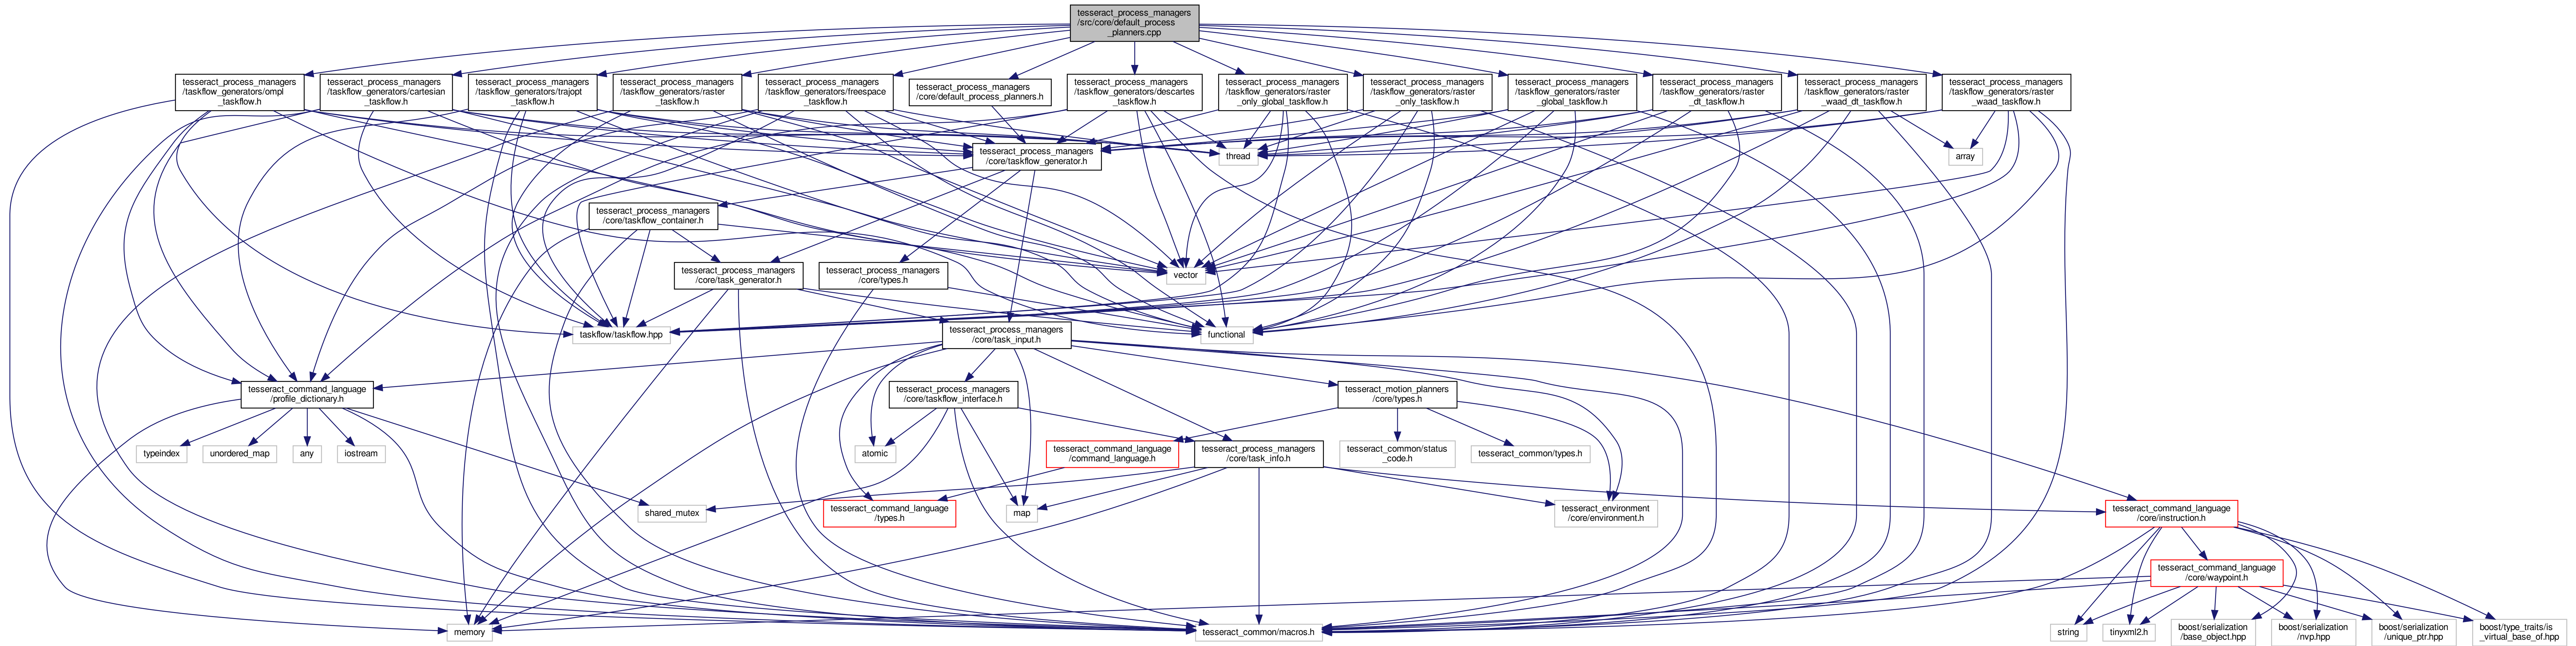 tesseract_process_managers
/src/core/default_process
_planners.cpp
tesseract_process_managers
/taskflow_generators/ompl
_taskflow.h
tesseract_process_managers
/taskflow_generators/cartesian
_taskflow.h
tesseract_process_managers
/taskflow_generators/trajopt
_taskflow.h
tesseract_process_managers
/taskflow_generators/raster
_taskflow.h
tesseract_process_managers
/taskflow_generators/freespace
_taskflow.h
tesseract_process_managers
/core/default_process_planners.h
tesseract_process_managers
/taskflow_generators/descartes
_taskflow.h
tesseract_process_managers
/taskflow_generators/raster
_only_global_taskflow.h
tesseract_process_managers
/taskflow_generators/raster
_only_taskflow.h
tesseract_process_managers
/taskflow_generators/raster
_global_taskflow.h
tesseract_process_managers
/taskflow_generators/raster
_dt_taskflow.h
tesseract_process_managers
/taskflow_generators/raster
_waad_dt_taskflow.h
tesseract_process_managers
/taskflow_generators/raster
_waad_taskflow.h
tesseract_process_managers
/core/taskflow_generator.h
thread
array
tesseract_process_managers
/core/taskflow_container.h
tesseract_process_managers
/core/task_generator.h
tesseract_process_managers
/core/types.h
vector
taskflow/taskflow.hpp
tesseract_process_managers
/core/task_input.h
functional
tesseract_command_language
/profile_dictionary.h
tesseract_process_managers
/core/taskflow_interface.h
tesseract_motion_planners
/core/types.h
typeindex
unordered_map
any
iostream
atomic
tesseract_command_language
/command_language.h
tesseract_process_managers
/core/task_info.h
tesseract_common/status
_code.h
tesseract_common/types.h
shared_mutex
tesseract_command_language
/types.h
map
tesseract_environment
/core/environment.h
tesseract_command_language
/core/instruction.h
tesseract_command_language
/core/waypoint.h
memory
tesseract_common/macros.h
string
tinyxml2.h
boost/serialization
/base_object.hpp
boost/serialization
/nvp.hpp
boost/serialization
/unique_ptr.hpp
boost/type_traits/is
_virtual_base_of.hpp